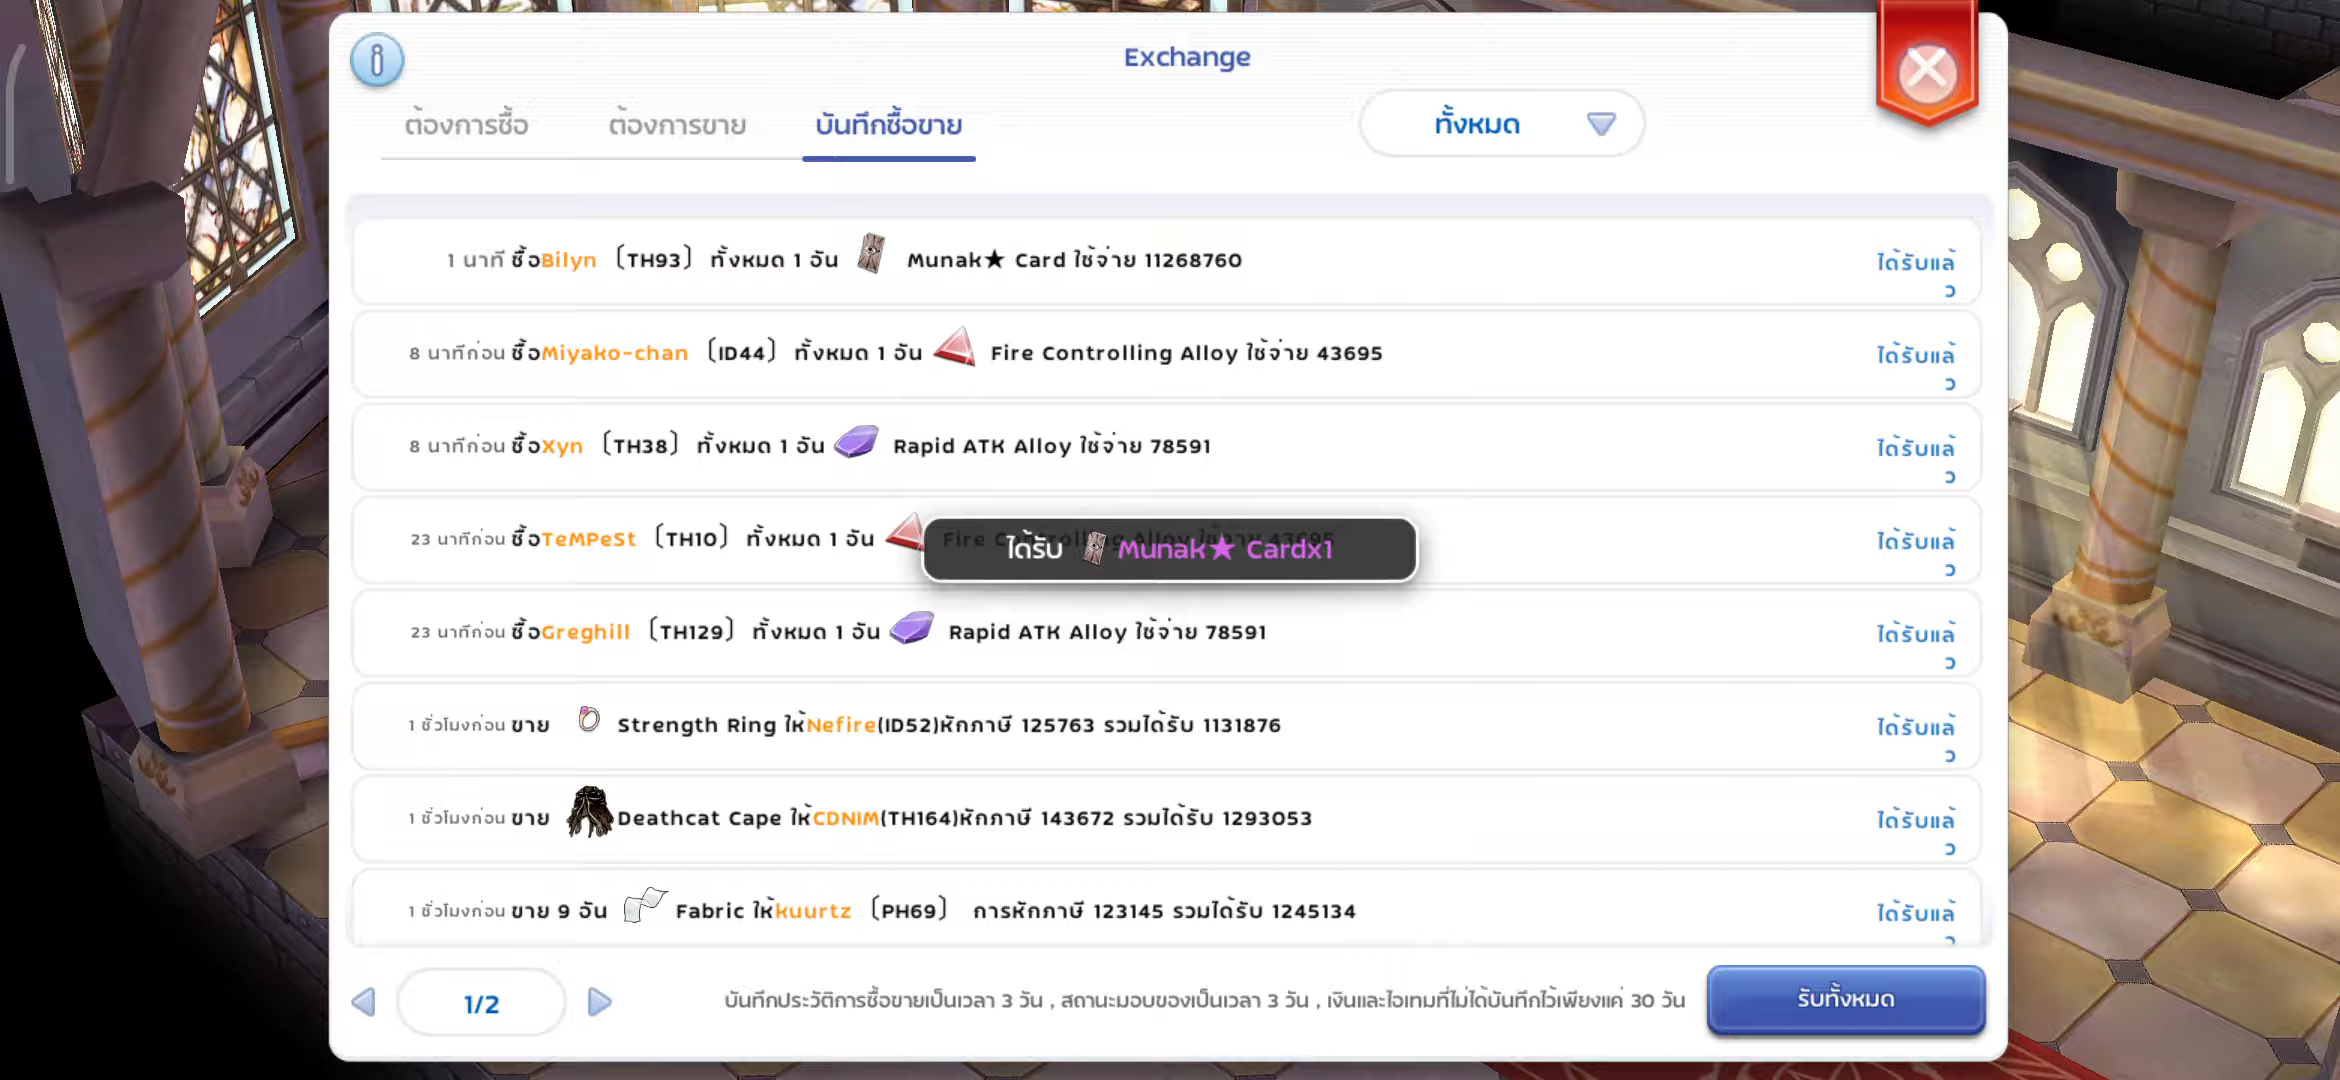 Exchange
ต้องการซื้อ ต้องการขาย บันทึกซื้อขาย ทั้งหมด
1 นาที ซื้อBilyn 〔TH93〕 ทั้งหมด 1 อัน Munak★ Card ใช้จ่าย 11268760 ได้รับแล้ว
8 นาทีก่อน ซื้อMiyako-chan 〔ID44〕 ทั้งหมด 1 อัน Fire Controlling Alloy ใช้จ่าย 43695 ได้รับแล้ว
8 นาทีก่อน ซื้อXyn 〔TH38〕 ทั้งหมด 1 อัน Rapid ATK Alloy ใช้จ่าย 78591 ได้รับแล้ว
23 นาทีก่อน ซื้อTeMPeSt 〔TH10〕 ทั้งหมด 1 อัน Fire Controlling Alloy ใช้จ่าย 43695 ได้รับแล้ว
ได้รับ Munak★ Cardx1
23 นาทีก่อน ซื้อGreghill 〔TH129〕 ทั้งหมด 1 อัน Rapid ATK Alloy ใช้จ่าย 78591 ได้รับแล้ว
1 ชั่วโมงก่อน ขาย Strength Ring ให้Nefire(ID52)หักภาษี 125763 รวมได้รับ 1131876 ได้รับแล้ว
1 ชั่วโมงก่อน ขาย Deathcat Cape ให้CDNIM(TH164)หักภาษี 143672 รวมได้รับ 1293053 ได้รับแล้ว
1 ชั่วโมงก่อน ขาย 9 อัน Fabric ให้kuurtz 〔PH69〕 การหักภาษี 123145 รวมได้รับ 1245134 ได้รับแล้ว
1/2 บันทึกประวัติการซื้อขายเป็นเวลา 3 วัน , สถานะมอบของเป็นเวลา 3 วัน , เงินและไอเทมที่ไม่ได้บันทึกไว้เพียงแค่ 30 วัน รับทั้งหมด